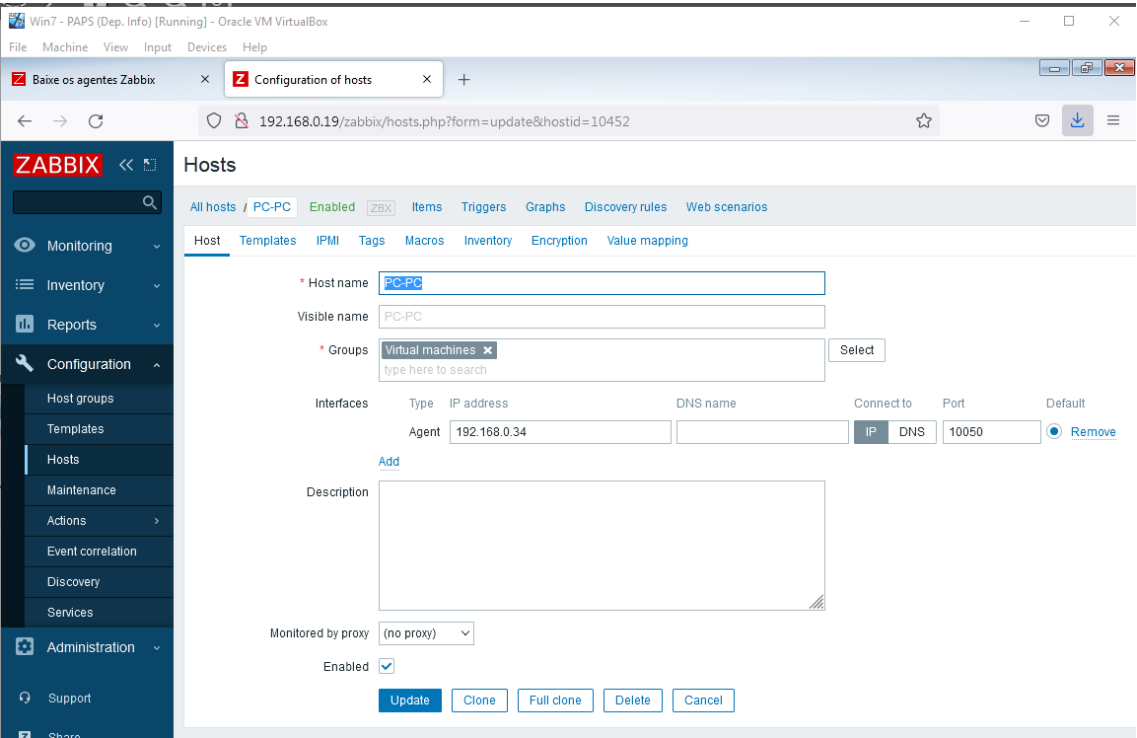 Win7 - PAPS (Dep. Info) [Running] - Oracle VM VirtualBox
File Machine View Input Devices Help
Baixe os agentes Zabbix
Configuration of hosts
192.168.0.19/zabbix/hosts.php?form=update&hostid=10452
ZABBIX
Hosts
All hosts / PC-PC Enabled ZBX Items Triggers Graphs Discovery rules Web scenarios
Monitoring
Inventory
Reports
Configuration
Host groups
Templates
Hosts
Maintenance
Actions
Event correlation
Discovery
Services
Administration
Support
Share
Host Templates IPMI Tags Macros Inventory Encryption Value mapping
* Host name PC-PC
Visible name PC-PC
* Groups Virtual machines Select
type here to search
Interfaces Type IP address DNS name Connect to Port Default
Agent 192.168.0.34 IP DNS 10050 Remove
Add
Description
Monitored by proxy (no proxy)
Enabled
Update Clone Full clone Delete Cancel